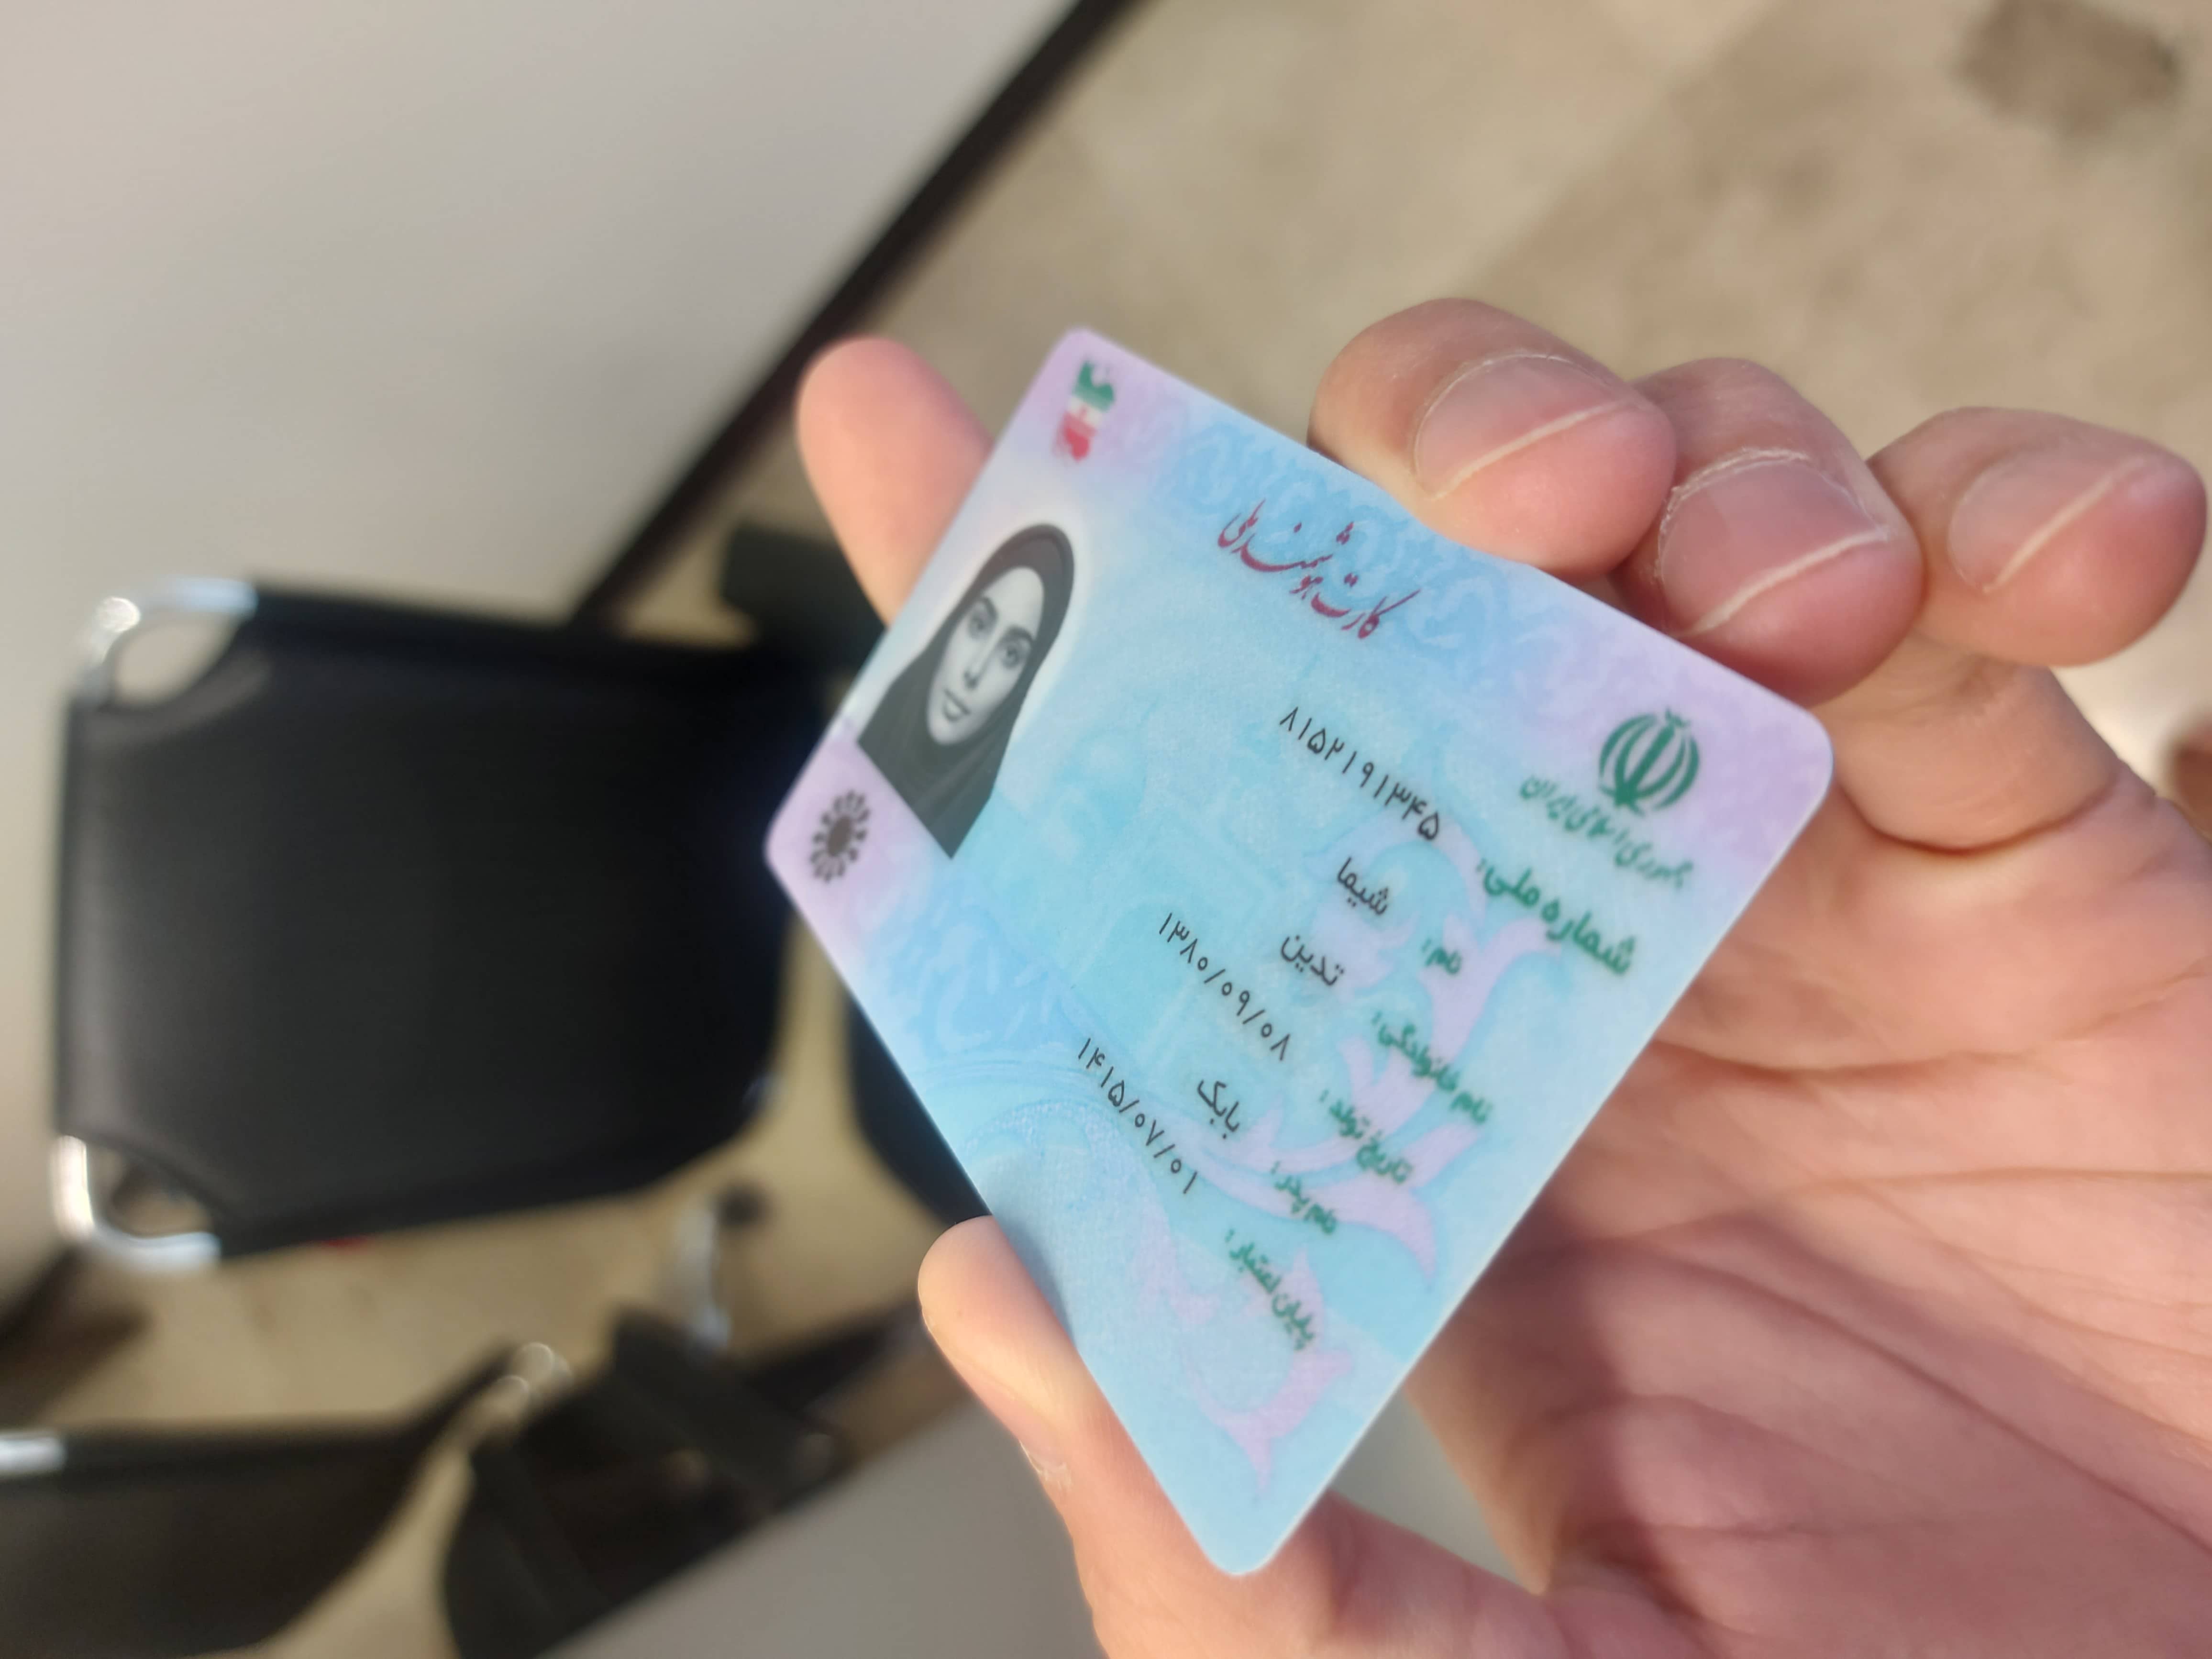 کارت هوشمند ملی
جمهوری اسلامی ایران
شماره ملی: ۸۱۵۲۱۹۱۳۴۵
نام: شیما
نام خانوادگی: تدین
تاریخ تولد: ۱۳۸۰/۰۹/۰۸
نام پدر: بابک
پایان اعتبار: ۱۴۱۵/۰۷/۰۱